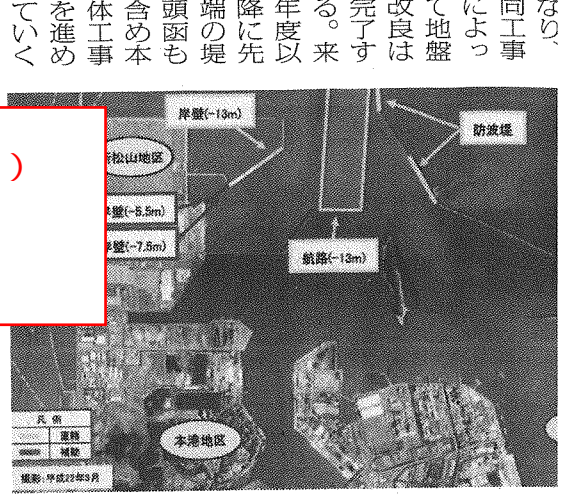 なり、
同工事
によっ
て地盤
改良は
完了す
る。来
年度以
降に先
端の堤
頭函も
含め本
体工事
を進め
ていく
岸壁(-13m)
防波堤
松山地区
)
壁(-5.5m)
壁(-7.5m)
航路(-13m)
本港地区
凡 例
直轄
補助
撮影:平成22年3月